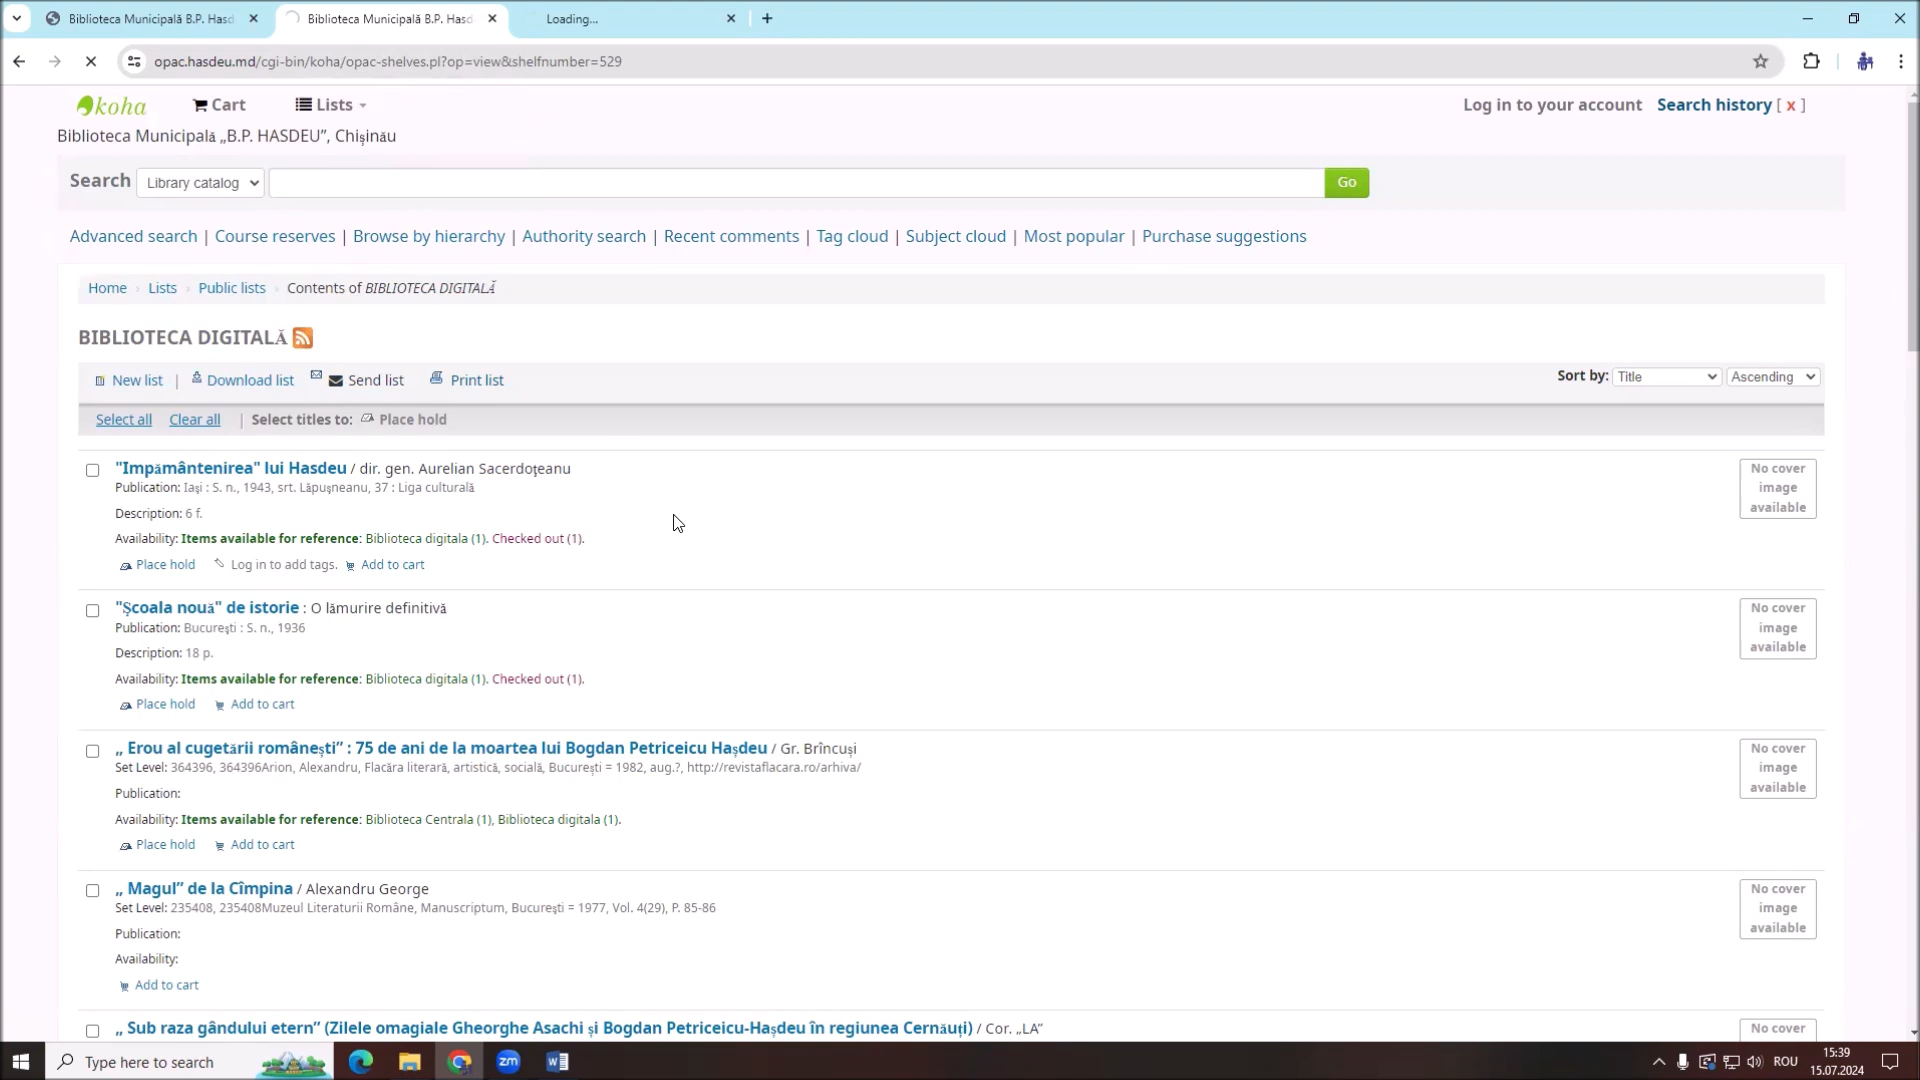 Biblioteca Municipală B.P. Hasd
Biblioteca Municipală B.P. Hasd
Loading...
opac.hasdeu.md/cgi-bin/koha/opac-shelves.pl?op=view&shelfnumber=529
koha Cart Lists Log in to your account Search history [ x ]
Biblioteca Municipală „B.P. HASDEU”, Chișinău
Search Library catalog Go
Advanced search | Course reserves | Browse by hierarchy | Authority search | Recent comments | Tag cloud | Subject cloud | Most popular | Purchase suggestions
Home › Lists › Public lists › Contents of BIBLIOTECA DIGITALĂ
BIBLIOTECA DIGITALĂ
New list | Download list Send list Print list Sort by: Title Ascending
Select all Clear all | Select titles to: Place hold
"Impământenirea" lui Hasdeu / dir. gen. Aurelian Sacerdoţeanu
Publication: Iaşi : S. n., 1943, srt. Lăpuşneanu, 37 : Liga culturală
Description: 6 f.
Availability: Items available for reference: Biblioteca digitala (1). Checked out (1).
Place hold Log in to add tags. Add to cart
No cover
image
available
"Școala nouă" de istorie : O lămurire definitivă
Publication: Bucureşti : S. n., 1936
Description: 18 p.
Availability: Items available for reference: Biblioteca digitala (1). Checked out (1).
Place hold Add to cart
No cover
image
available
„ Erou al cugetării românești” : 75 de ani de la moartea lui Bogdan Petriceicu Hașdeu / Gr. Brîncuși
Set Level: 364396, 364396Arion, Alexandru, Flacăra literară, artistică, socială, București = 1982, aug.?, http://revistaflacara.ro/arhiva/
Publication:
Availability: Items available for reference: Biblioteca Centrala (1), Biblioteca digitala (1).
Place hold Add to cart
No cover
image
available
„ Magul” de la Cîmpina / Alexandru George
Set Level: 235408, 235408Muzeul Literaturii Române, Manuscriptum, Bucureşti = 1977, Vol. 4(29), P. 85-86
Publication:
Availability:
Add to cart
No cover
image
available
„ Sub raza gândului etern” (Zilele omagiale Gheorghe Asachi și Bogdan Petriceicu-Hașdeu în regiunea Cernăuți) / Cor. „LA”
No cover
Type here to search
zm
W
ROU
15:39
15.07.2024